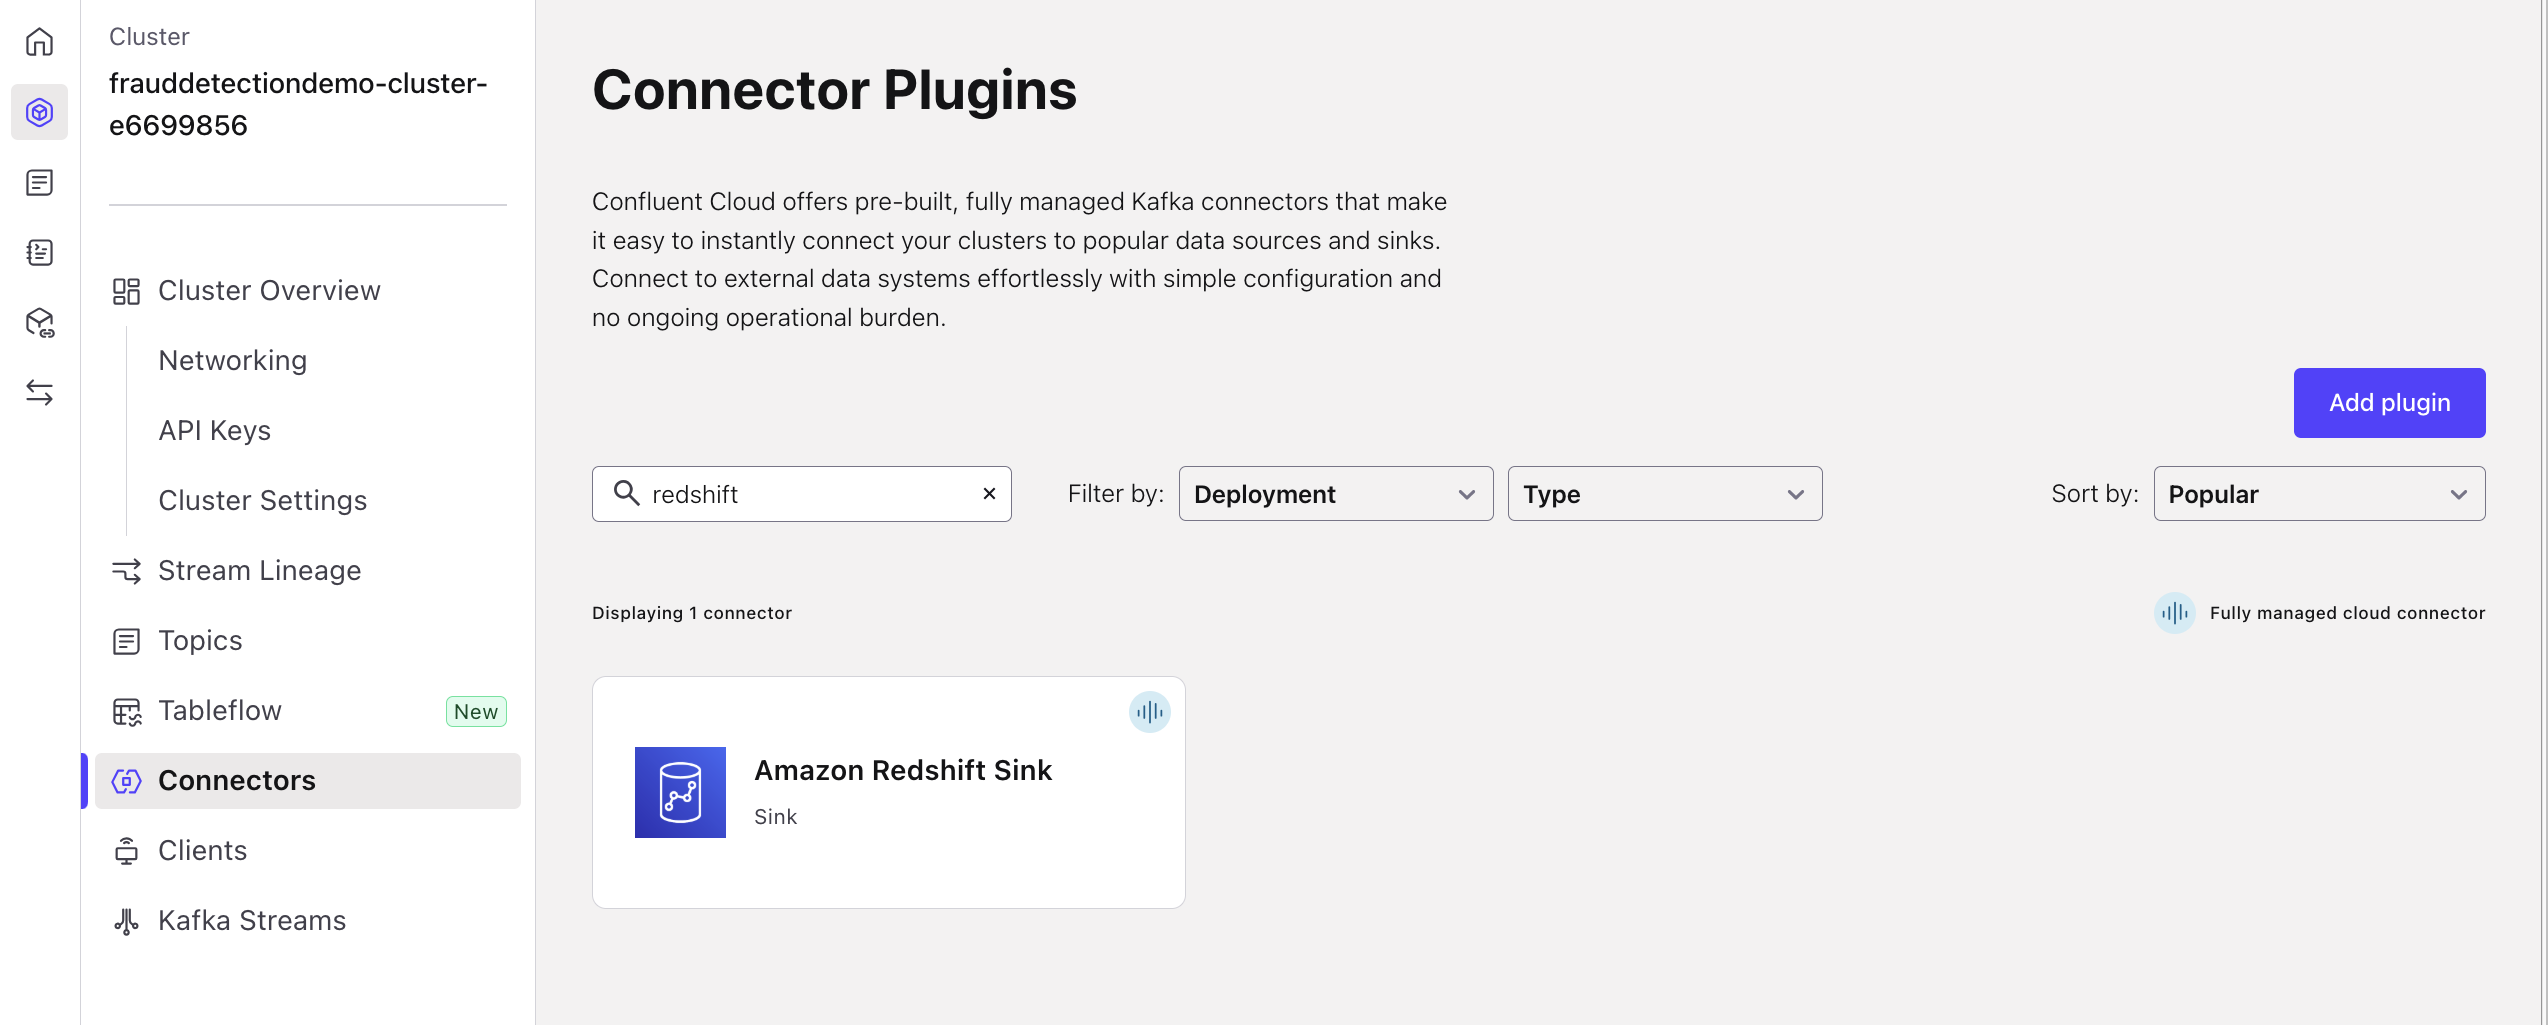 Cluster
frauddetectiondemo-cluster-
e6699856
Cluster Overview
Networking
API Keys
Cluster Settings
Stream Lineage
Topics
Tableflow New
Connectors
Clients
Kafka Streams
Connector Plugins
Confluent Cloud offers pre-built, fully managed Kafka connectors that make
it easy to instantly connect your clusters to popular data sources and sinks.
Connect to external data systems effortlessly with simple configuration and
no ongoing operational burden.
Add plugin
redshift
Filter by: Deployment Type
Sort by: Popular
Displaying 1 connector
Fully managed cloud connector
Amazon Redshift Sink
Sink